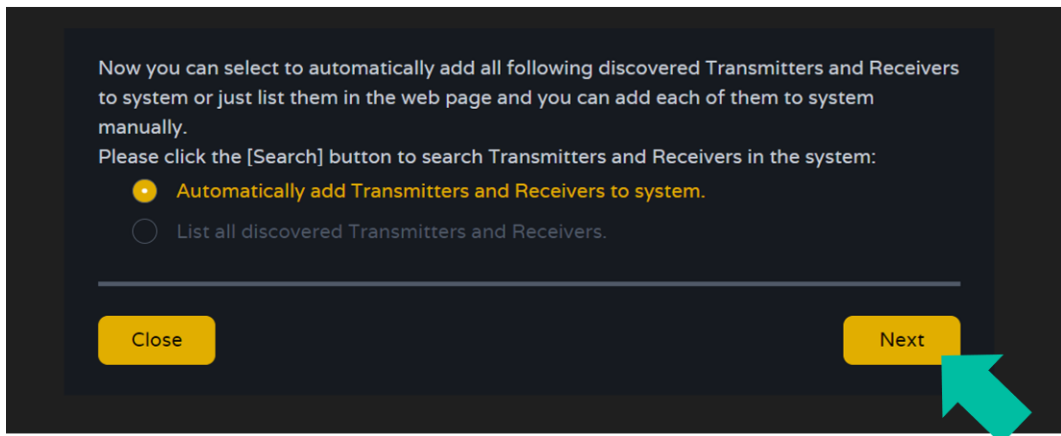 Now you can select to automatically add all following discovered Transmitters and Receivers
to system or just list them in the web page and you can add each of them to system
manually.
Please click the [Search] button to search Transmitters and Receivers in the system:
Automatically add Transmitters and Receivers to system.
List all discovered Transmitters and Receivers.
Close
Next